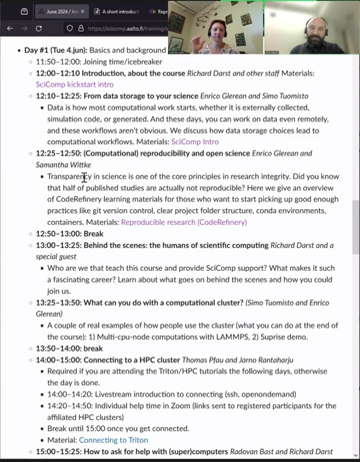 June 2024 /
A short introduct
Repro
https://scicomp.aalto.fi/training/
• Day #1 (Tue 4.jun): Basics and background
◦ 11:50–12:00: Joining time/icebreaker
◦ 12:00–12:10 Introduction, about the course Richard Darst and other staff Materials:
SciComp kickstart intro
◦ 12:10–12:25: From data storage to your science Enrico Glerean and Simo Tuomisto
▪ Data is how most computational work starts, whether it is externally collected,
simulation code, or generated. And these days, you can work on data even remotely,
and these workflows aren't obvious. We discuss how data storage choices lead to
computational workflows. Materials: SciComp Intro
◦ 12:25–12:50: (Computational) reproducibility and open science Enrico Glerean and
Samantha Wittke
▪ Transparency in science is one of the core principles in research integrity. Did you know
that half of published studies are actually not reproducible? Here we give an overview
of CodeRefinery learning materials for those who want to start picking up good enough
practices like git version control, clear project folder structure, conda environments,
containers. Materials: Reproducible research (CodeRefinery)
◦ 12:50–13:00: Break
◦ 13:00–13:25: Behind the scenes: the humans of scientific computing Richard Darst and a
special guest
▪ Who are we that teach this course and provide SciComp support? What makes it such
a fascinating career? Learn about what goes on behind the scenes and how you could
join us.
◦ 13:25–13:50: What can you do with a computational cluster? (Simo Tuomisto and Enrico
Glerean)
▪ A couple of real examples of how people use the cluster (what you can do at the end of
the course): 1) Multi-cpu-node computations with LAMMPS, 2) Suprise demo.
◦ 13:50–14:00: break
◦ 14:00–15:00: Connecting to a HPC cluster Thomas Pfau and Jarno Rantaharju
▪ Required if you are attending the Triton/HPC tutorials the following days, otherwise
the day is done.
▪ 14:00–14:20: Livestream introduction to connecting (ssh, openondemand)
▪ 14:20–14:50: Individual help time in Zoom (links sent to registered participants for the
affiliated HPC clusters)
▪ Break until 15:00 once you get connected.
▪ Material: Connecting to Triton
◦ 15:00–15:25: How to ask for help with (super)computers Radovan Bast and Richard Darst